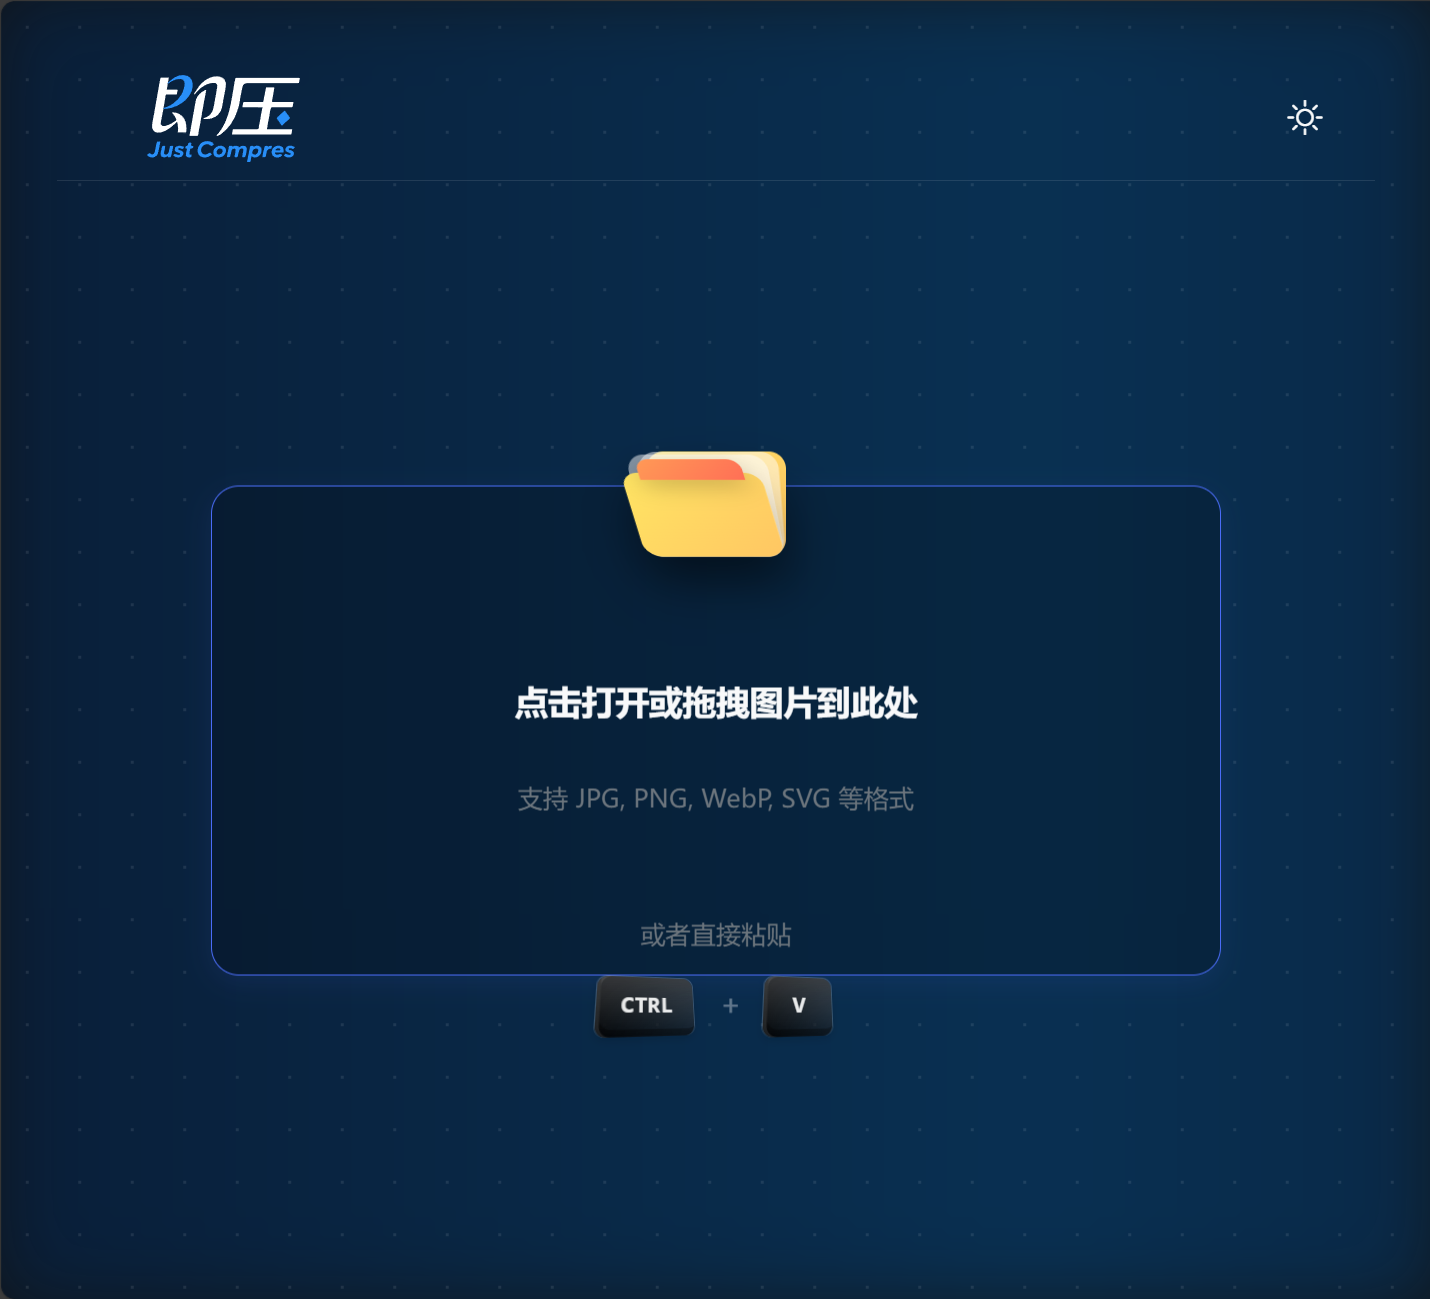 即压
Just Compres
点击打开或拖拽图片到此处
支持 JPG, PNG, WebP, SVG 等格式
或者直接粘贴
CTRL + V